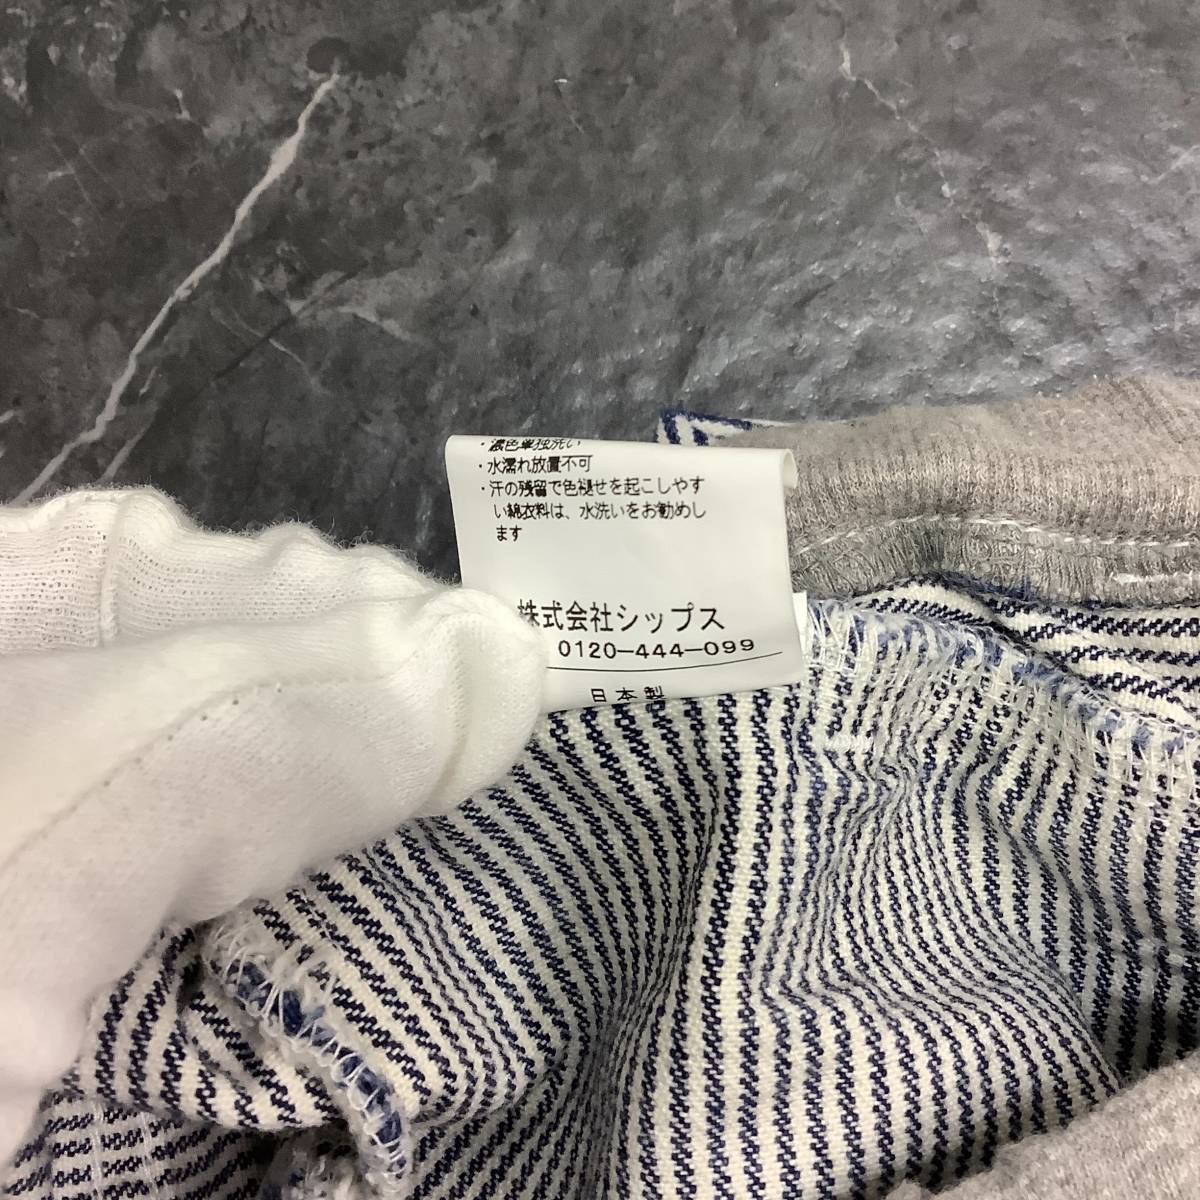 ・濃色単独洗い
・水濡れ放置不可
・汗の残留で色褪せを起こしやす
い綿衣料は、水洗いをお勧めし
ます
株式会社シップス
0120-444-099
日本製